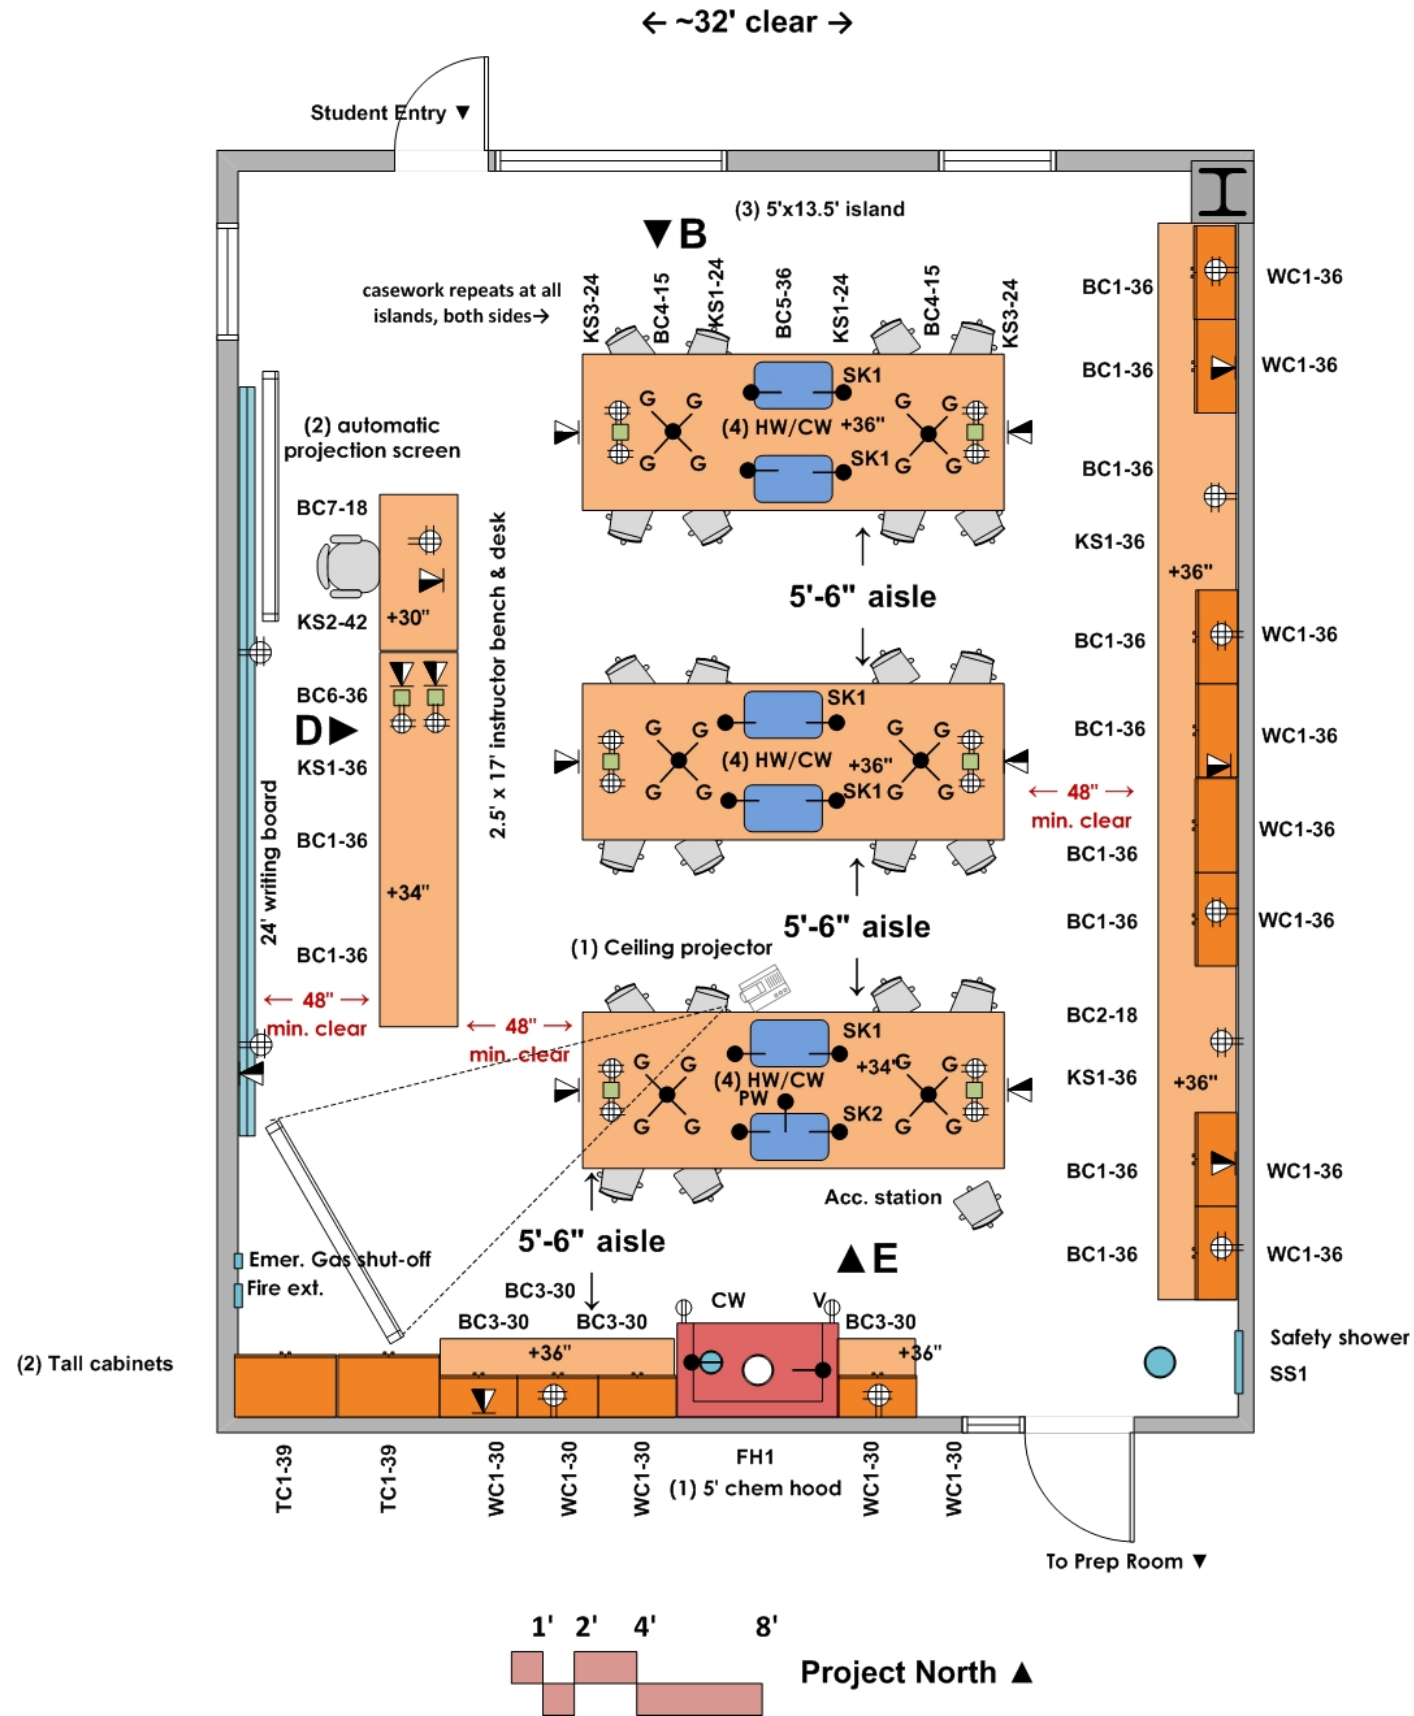 ← ~32' clear →
Student Entry ▼
(3) 5'x13.5' island
▼B
casework repeats at all
islands, both sides→
KS3-24
BC4-15
KS1-24
BC5-36
KS1-24
BC4-15
KS3-24
BC1-36
WC1-36
BC1-36
WC1-36
SK1
G G
G G
(4) HW/CW +36"
SK1
G G
G G
(2) automatic
projection screen
BC1-36
BC7-18
KS1-36
+36"
2.5' x 17' instructor bench & desk
5'-6" aisle
KS2-42
+30"
BC1-36
WC1-36
BC6-36
D►
SK1
G G
G G
(4) HW/CW
+36"
SK1
G G
G G
BC1-36
WC1-36
KS1-36
← 48" →
min. clear
24' writing board
BC1-36
WC1-36
BC1-36
+34"
BC1-36
WC1-36
5'-6" aisle
(1) Ceiling projector
BC1-36
← 48" →
min. clear
← 48" →
min. clear
BC2-18
SK1
G G
G G
(4) HW/CW
+34"
PW
SK2
G G
G G
KS1-36
+36"
BC1-36
WC1-36
Acc. station
5'-6" aisle
▲E
BC1-36
WC1-36
Emer. Gas shut-off
Fire ext.
BC3-30
BC3-30
BC3-30
CW
V
BC3-30
+36"
+36"
(2) Tall cabinets
Safety shower
SS1
TC1-39
TC1-39
WC1-30
WC1-30
WC1-30
FH1
(1) 5' chem hood
WC1-30
WC1-30
To Prep Room ▼
1' 2' 4' 8'
Project North ▲